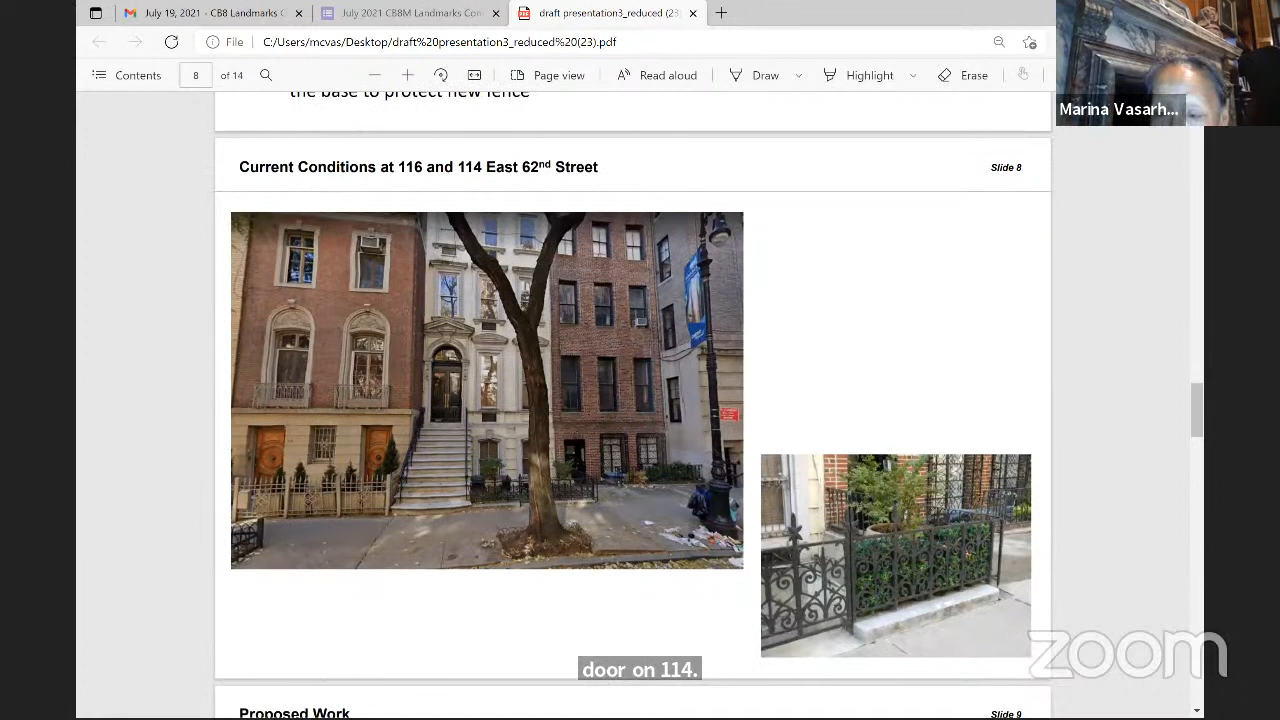 July 19, 2021 - CB8 Landmarks C
July 2021-CB8M Landmarks Con
draft presentation3_reduced (23)
File
C:/Users/mcvas/Desktop/draft%20presentation3_reduced%20(23).pdf
Contents
8
of 14
Page view
Read aloud
Draw
Highlight
Erase
Marina Vasarh...
the base to protect new fence
Current Conditions at 116 and 114 East 62nd Street
Slide 8
door on 114.
zoom
Proposed Work
Slide 9